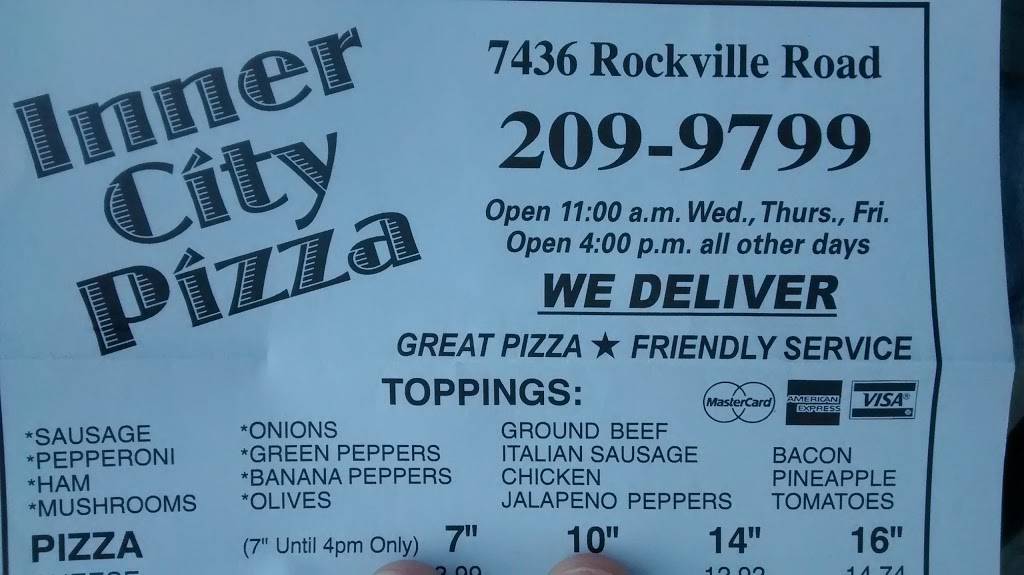 Inner
City
Pizza
7436 Rockville Road
209-9799
Open 11:00 a.m. Wed., Thurs., Fri.
Open 4:00 p.m. all other days
WE DELIVER
GREAT PIZZA ★ FRIENDLY SERVICE
TOPPINGS:
MasterCard
AMERICAN
EXPRESS
VISA®
*SAUSAGE
*PEPPERONI
*HAM
*MUSHROOMS
*ONIONS
*GREEN PEPPERS
*BANANA PEPPERS
*OLIVES
GROUND BEEF
ITALIAN SAUSAGE
CHICKEN
JALAPENO PEPPERS
BACON
PINEAPPLE
TOMATOES
PIZZA (7" Until 4pm Only) 7" 10" 14" 16"